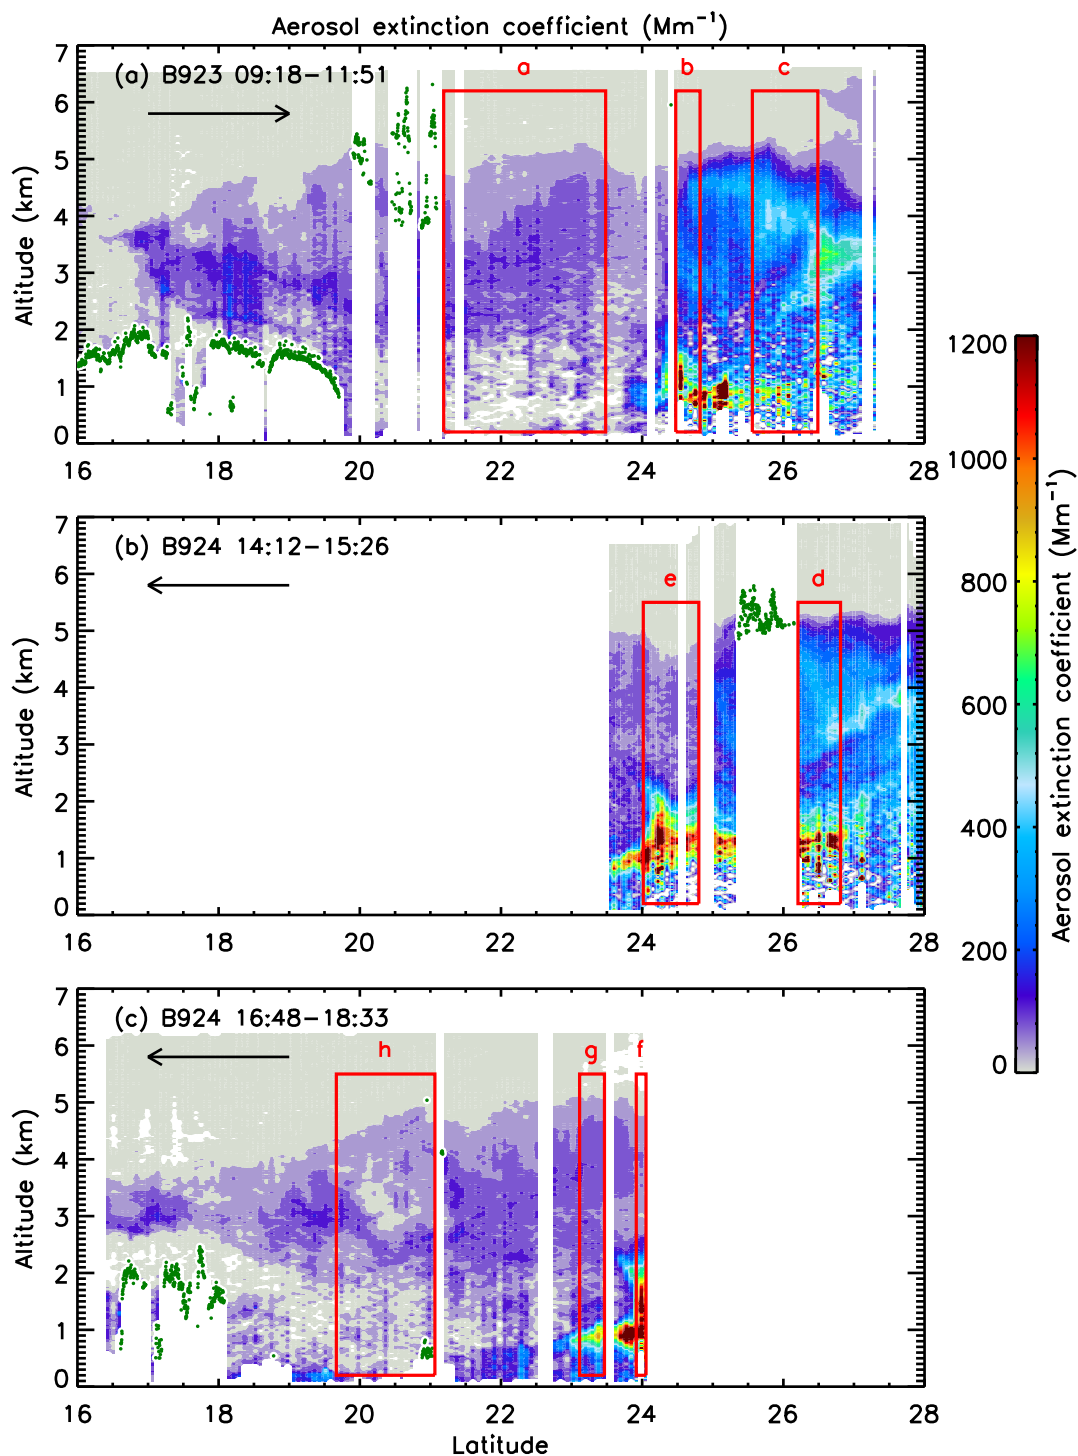 Aerosol extinction coefficient (Mm⁻¹)
(a) B923 09:18−11:51
a
b
c
7
6
5
4
3
2
1
0
Altitude (km)
16 18 20 22 24 26 28
(b) B924 14:12−15:26
e
d
7
6
5
4
3
2
1
0
Altitude (km)
16 18 20 22 24 26 28
(c) B924 16:48−18:33
h
g
f
7
6
5
4
3
2
1
0
Altitude (km)
16 18 20 22 24 26 28
Latitude
1200
1000
800
600
400
200
0
Aerosol extinction coefficient (Mm⁻¹)